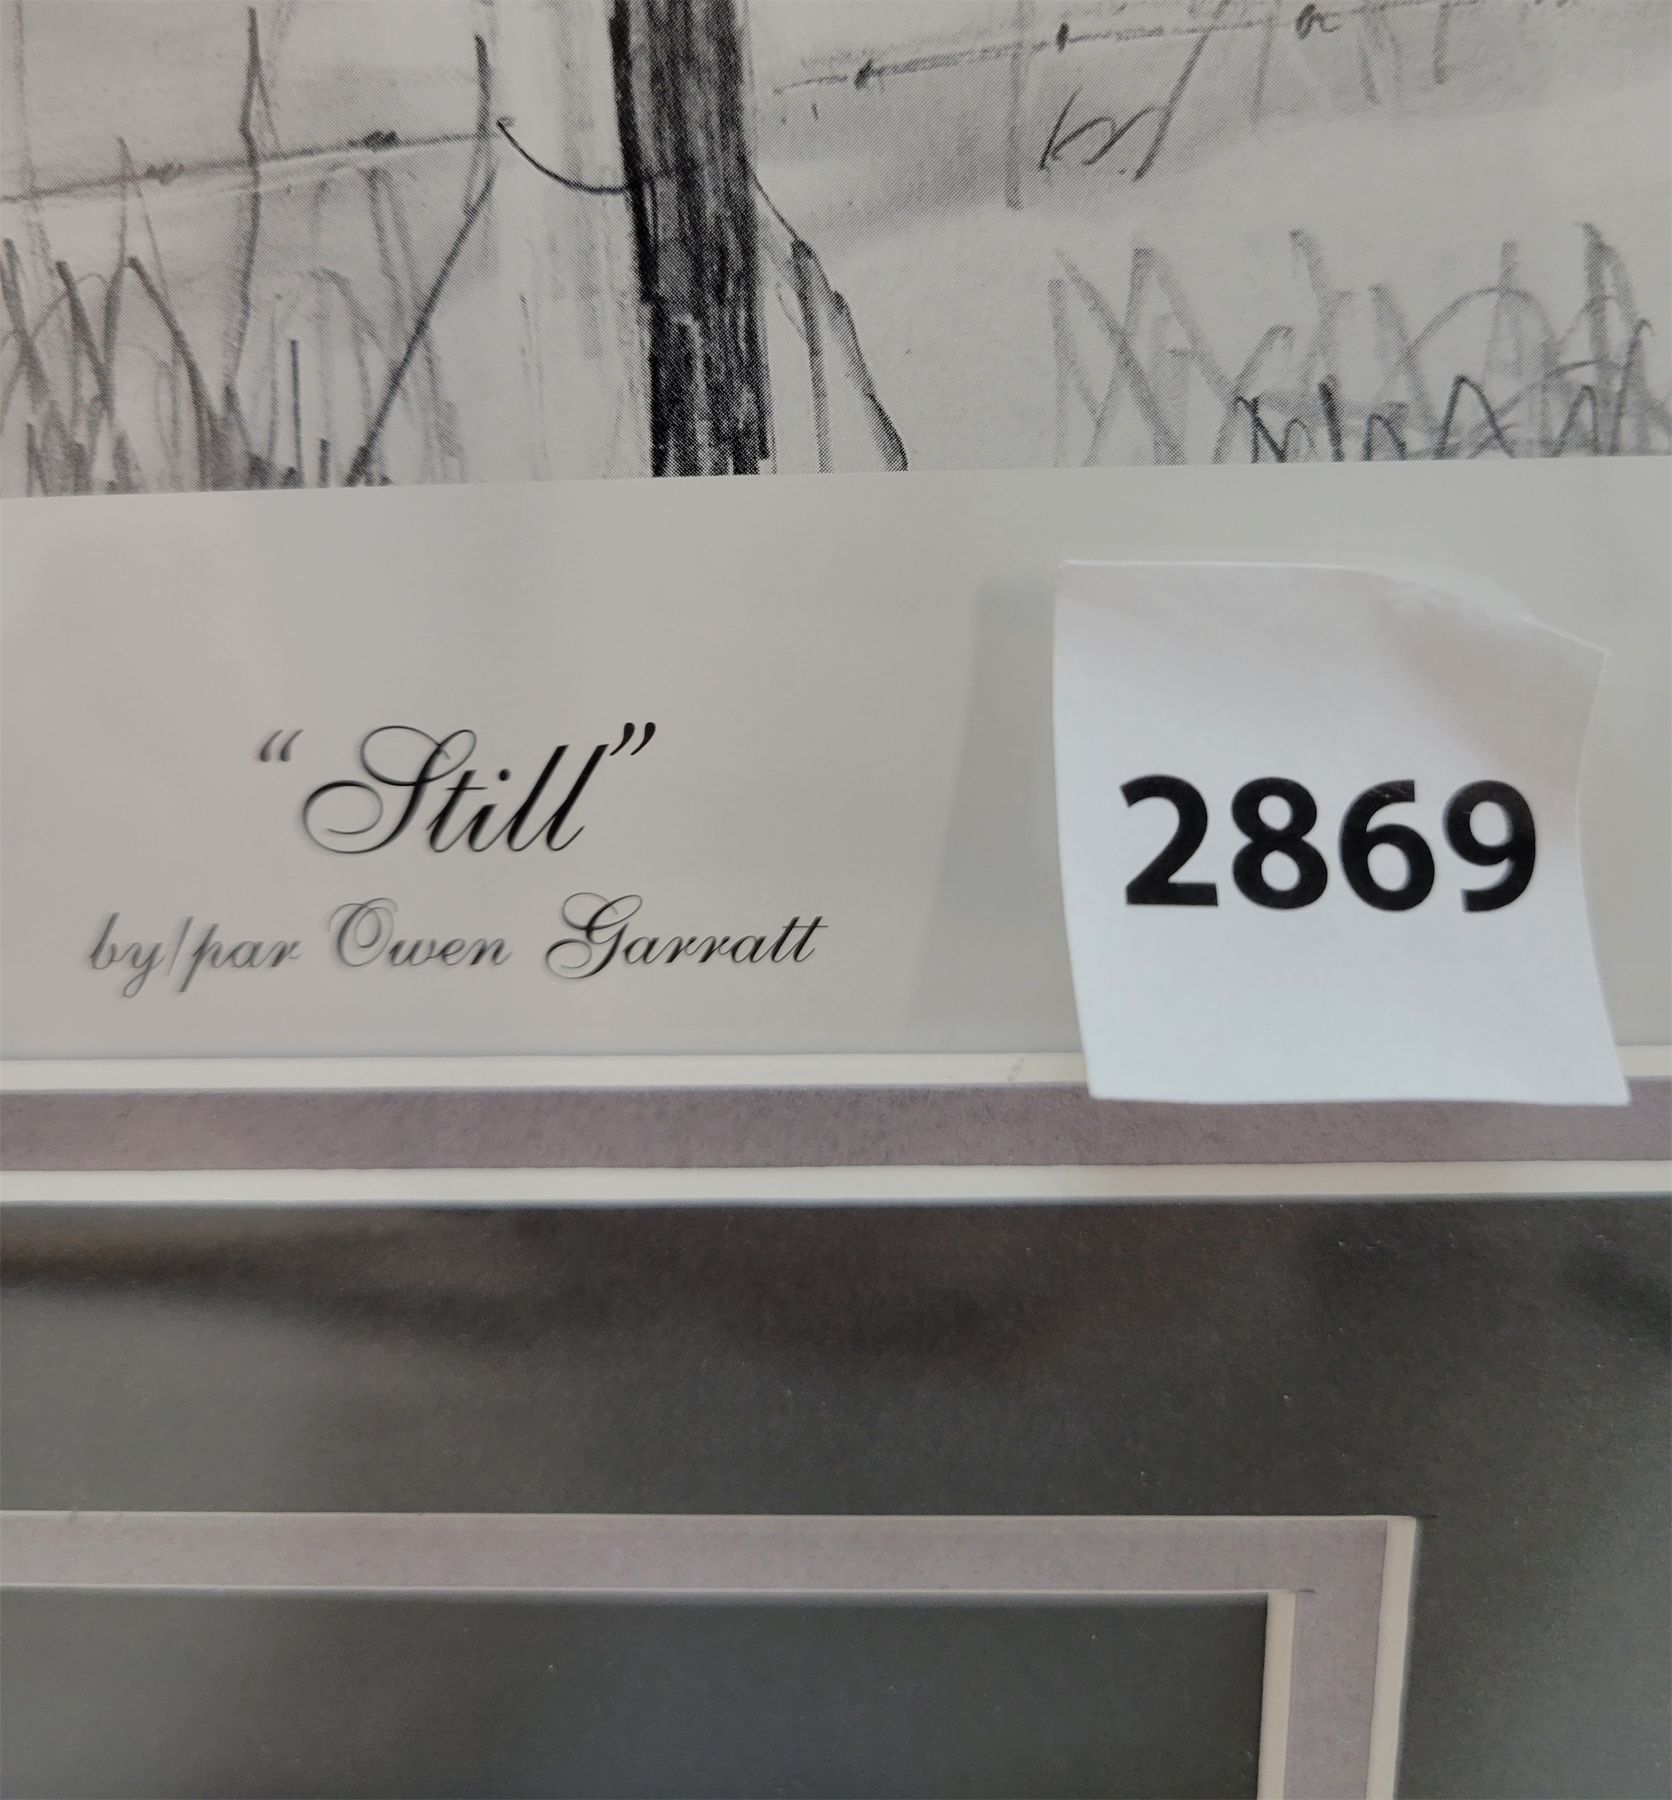 “Still”
by/par Owen Garratt
2869